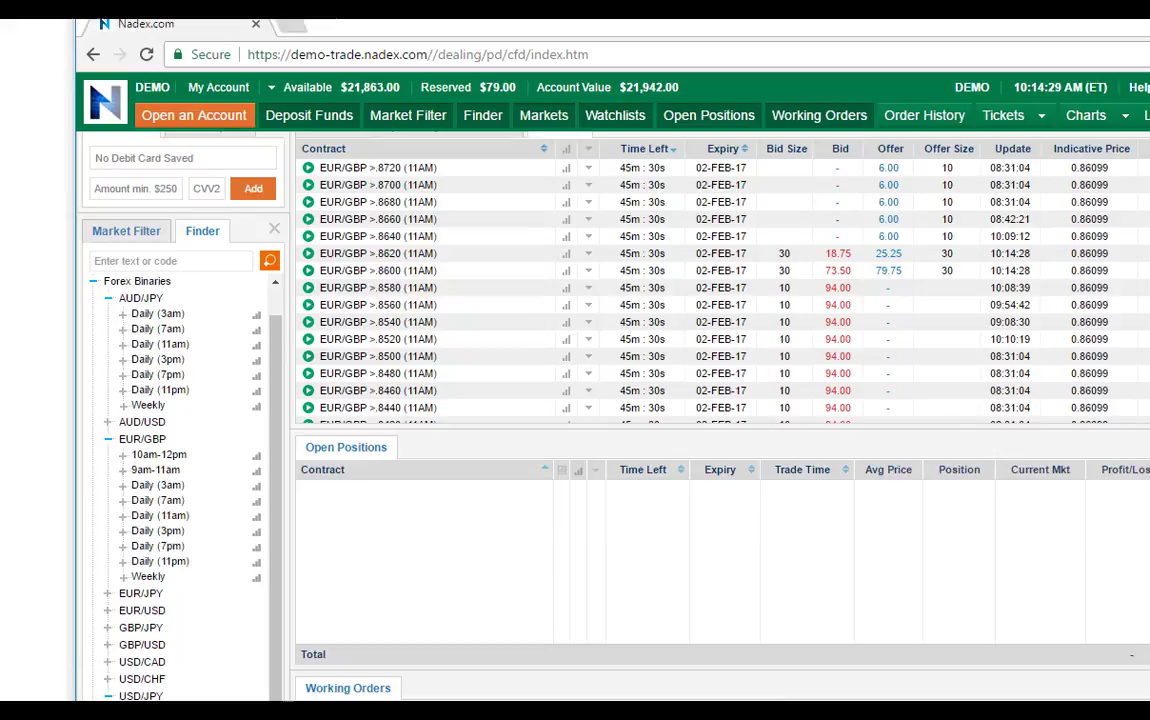 Nadex.com
Secure https://demo-trade.nadex.com//dealing/pd/cfd/index.htm
DEMO My Account Available $21,863.00 Reserved $79.00 Account Value $21,942.00 DEMO 10:14:29 AM (ET) Help
Open an Account Deposit Funds Market Filter Finder Markets Watchlists Open Positions Working Orders Order History Tickets Charts L
No Debit Card Saved
Amount min. $250 CVV2 Add
Market Filter Finder
Enter text or code
Forex Binaries
AUD/JPY
Daily (3am)
Daily (7am)
Daily (11am)
Daily (3pm)
Daily (7pm)
Daily (11pm)
Weekly
AUD/USD
EUR/GBP
10am-12pm
9am-11am
Daily (3am)
Daily (7am)
Daily (11am)
Daily (3pm)
Daily (7pm)
Daily (11pm)
Weekly
EUR/JPY
EUR/USD
GBP/JPY
GBP/USD
USD/CAD
USD/CHF
USD/JPY
Contract Time Left Expiry Bid Size Bid Offer Offer Size Update Indicative Price
EUR/GBP >.8720 (11AM) 45m : 30s 02-FEB-17 - 6.00 10 08:31:04 0.86099
EUR/GBP >.8700 (11AM) 45m : 30s 02-FEB-17 - 6.00 10 08:31:04 0.86099
EUR/GBP >.8680 (11AM) 45m : 30s 02-FEB-17 - 6.00 10 08:31:04 0.86099
EUR/GBP >.8660 (11AM) 45m : 30s 02-FEB-17 - 6.00 10 08:42:21 0.86099
EUR/GBP >.8640 (11AM) 45m : 30s 02-FEB-17 - 6.00 10 10:09:12 0.86099
EUR/GBP >.8620 (11AM) 45m : 30s 02-FEB-17 30 18.75 25.25 30 10:14:28 0.86099
EUR/GBP >.8600 (11AM) 45m : 30s 02-FEB-17 30 73.50 79.75 30 10:14:28 0.86099
EUR/GBP >.8580 (11AM) 45m : 30s 02-FEB-17 10 94.00 - 10:08:39 0.86099
EUR/GBP >.8560 (11AM) 45m : 30s 02-FEB-17 10 94.00 - 09:54:42 0.86099
EUR/GBP >.8540 (11AM) 45m : 30s 02-FEB-17 10 94.00 - 09:08:30 0.86099
EUR/GBP >.8520 (11AM) 45m : 30s 02-FEB-17 10 94.00 - 10:10:19 0.86099
EUR/GBP >.8500 (11AM) 45m : 30s 02-FEB-17 10 94.00 - 08:31:04 0.86099
EUR/GBP >.8480 (11AM) 45m : 30s 02-FEB-17 10 94.00 - 08:31:04 0.86099
EUR/GBP >.8460 (11AM) 45m : 30s 02-FEB-17 10 94.00 - 08:31:04 0.86099
EUR/GBP >.8440 (11AM) 45m : 30s 02-FEB-17 10 94.00 - 08:31:04 0.86099
Open Positions
Contract Time Left Expiry Trade Time Avg Price Position Current Mkt Profit/Los
Total -
Working Orders